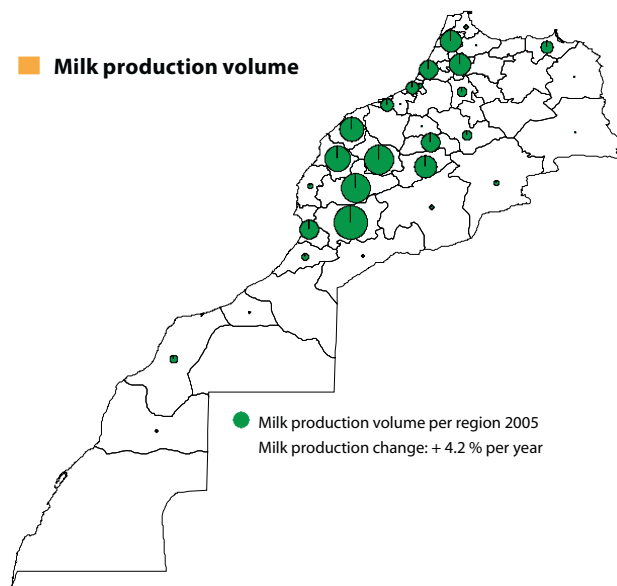 Milk production volume
Milk production volume per region 2005
Milk production change: + 4.2 % per year